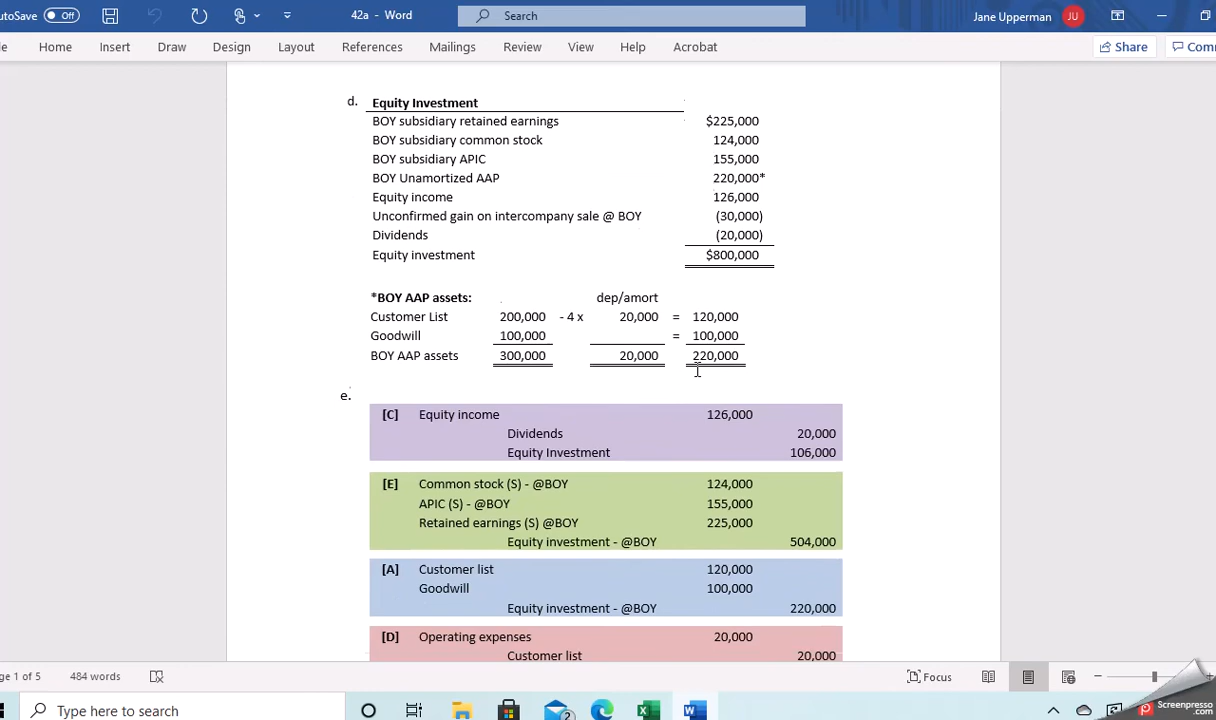 utoSave Off 42a - Word Search Jane Upperman JU
le Home Insert Draw Design Layout References Mailings Review View Help Acrobat Share Com
d. Equity Investment
BOY subsidiary retained earnings $225,000
BOY subsidiary common stock 124,000
BOY subsidiary APIC 155,000
BOY Unamortized AAP 220,000*
Equity income 126,000
Unconfirmed gain on intercompany sale @ BOY (30,000)
Dividends (20,000)
Equity investment $800,000
*BOY AAP assets: dep/amort
Customer List 200,000 - 4 x 20,000 = 120,000
Goodwill 100,000 = 100,000
BOY AAP assets 300,000 20,000 220,000
e.
[C] Equity income 126,000
Dividends 20,000
Equity Investment 106,000
[E] Common stock (S) - @BOY 124,000
APIC (S) - @BOY 155,000
Retained earnings (S) @BOY 225,000
Equity investment - @BOY 504,000
[A] Customer list 120,000
Goodwill 100,000
Equity investment - @BOY 220,000
[D] Operating expenses 20,000
Customer list 20,000
ge 1 of 5 484 words Focus
Type here to search 2
Screenpresso
.com